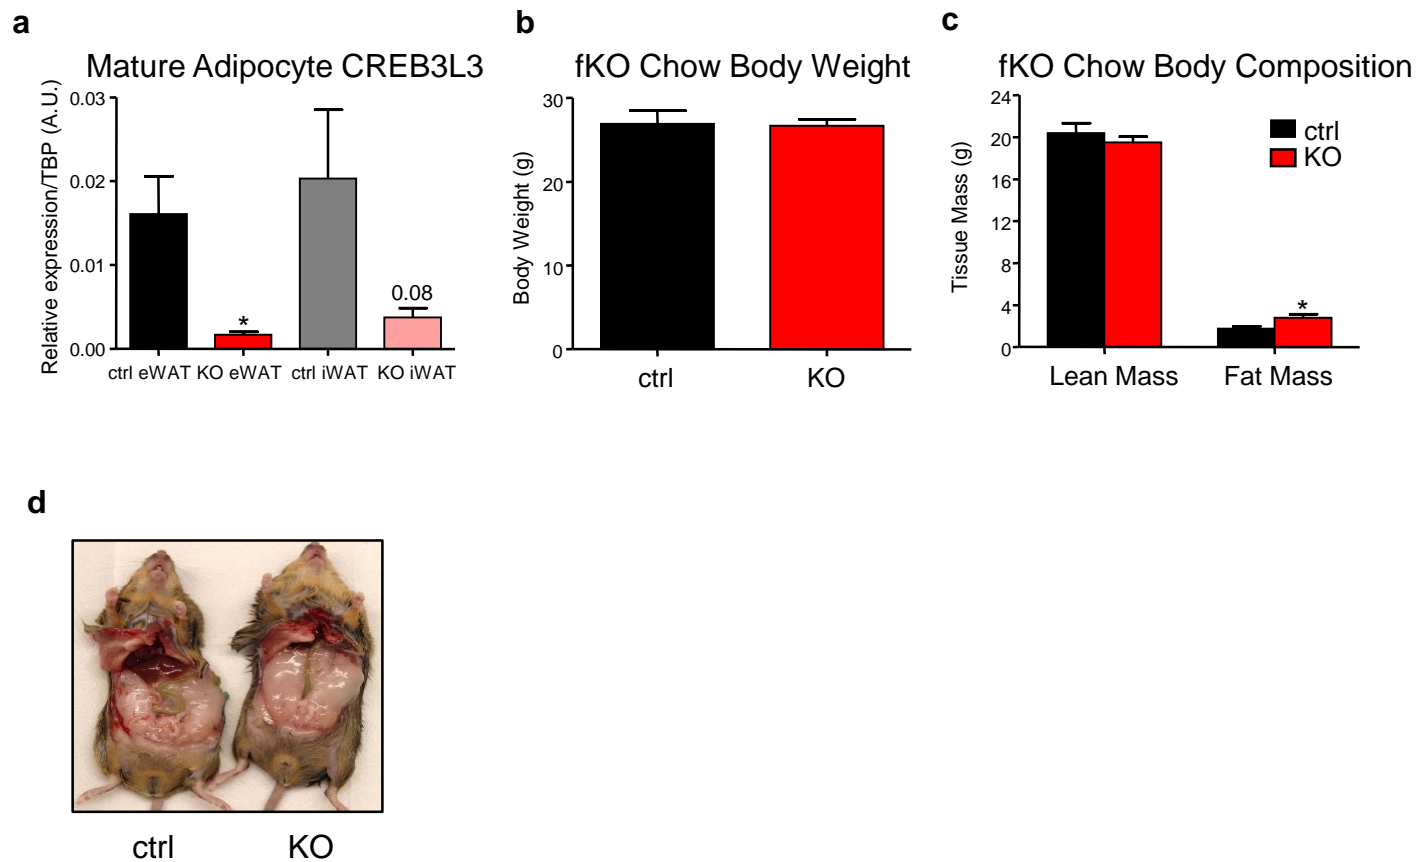 a
Mature Adipocyte CREB3L3
Relative expression/TBP (A.U.)
0.03
0.02
0.01
0.00
*
0.08
ctrl eWAT KO eWAT ctrl iWAT KO iWAT
b
fKO Chow Body Weight
Body Weight (g)
30
20
10
0
ctrl KO
c
fKO Chow Body Composition
Tissue Mass (g)
24
20
16
12
8
4
0
ctrl
KO
*
Lean Mass Fat Mass
d
ctrl KO